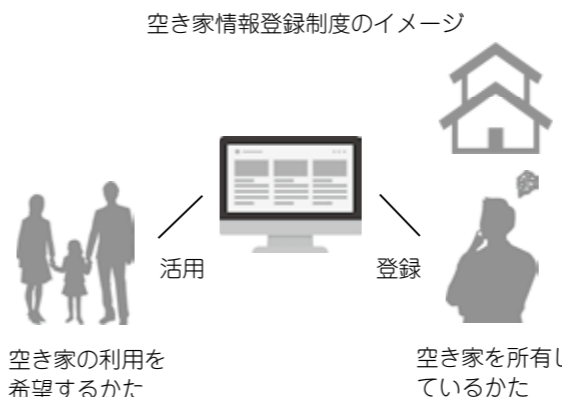 空き家情報登録制度のイメージ
活用
登録
空き家の利用を
希望するかた
空き家を所有し
ているかた